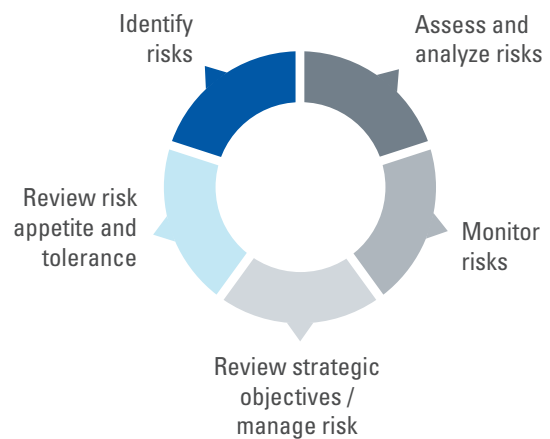 Identify
risks
Assess and
analyze risks
Monitor
risks
Review strategic
objectives /
manage risk
Review risk
appetite and
tolerance